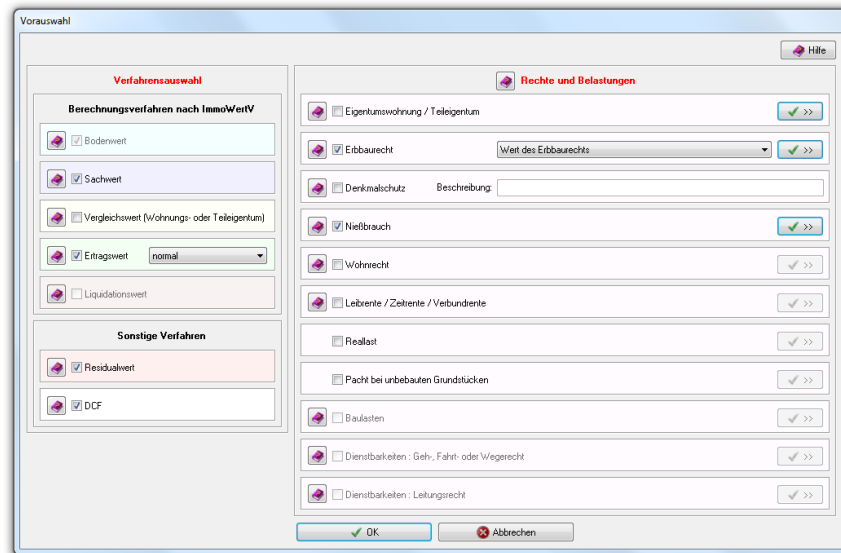 Vorauswahl
Hilfe
Verfahrensauswahl
Berechnungsverfahren nach ImmoWertV
Bodenwert
Sachwert
Vergleichswert (Wohnungs- oder Teileigentum)
Ertragswert normal
Liquidationswert
Sonstige Verfahren
Residualwert
DCF
Rechte und Belastungen
Eigentumswohnung / Teileigentum >>
Erbbaurecht Wert des Erbbaurechts >>
Denkmalschutz Beschreibung:
Nießbrauch >>
Wohnrecht >>
Leibrente / Zeitrente / Verbundrente >>
Reallast >>
Pacht bei unbebauten Grundstücken >>
Baulasten >>
Dienstbarkeiten : Geh-, Fahrt- oder Wegerecht >>
Dienstbarkeiten : Leitungsrecht >>
OK Abbrechen